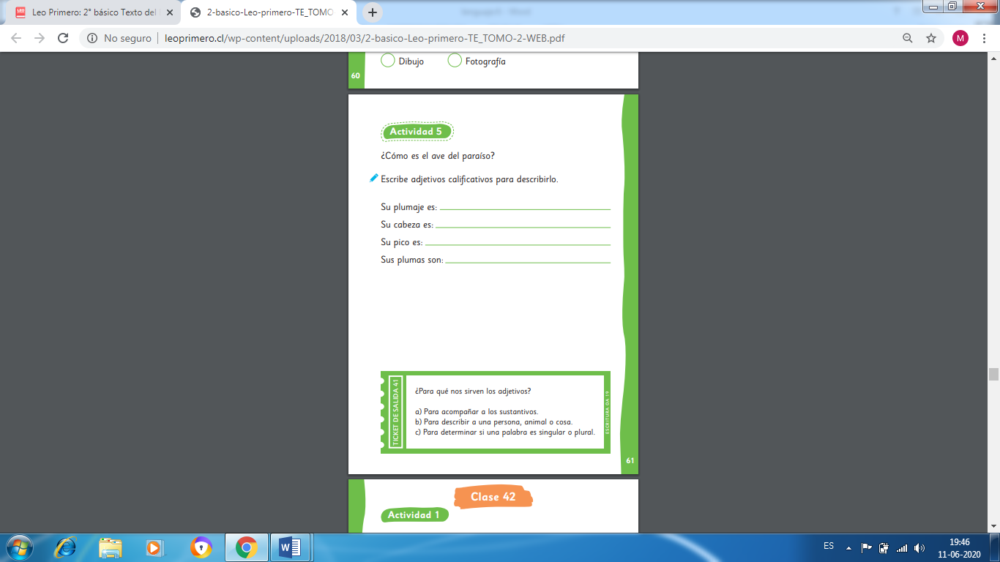 Leo Primero: 2° básico Texto del
2-basico-Leo-primero-TE_TOMO
No seguro | leoprimero.cl/wp-content/uploads/2018/03/2-basico-Leo-primero-TE_TOMO-2-WEB.pdf
M
Dibujo Fotografía
60
Actividad 5
¿Cómo es el ave del paraíso?
Escribe adjetivos calificativos para describirlo.
Su plumaje es:
Su cabeza es:
Su pico es:
Sus plumas son:
TICKET DE SALIDA 41
¿Para qué nos sirven los adjetivos?
a) Para acompañar a los sustantivos.
b) Para describir a una persona, animal o cosa.
c) Para determinar si una palabra es singular o plural.
ESCRITURA OA 19
61
Clase 42
Actividad 1
ES
19:46
11-06-2020